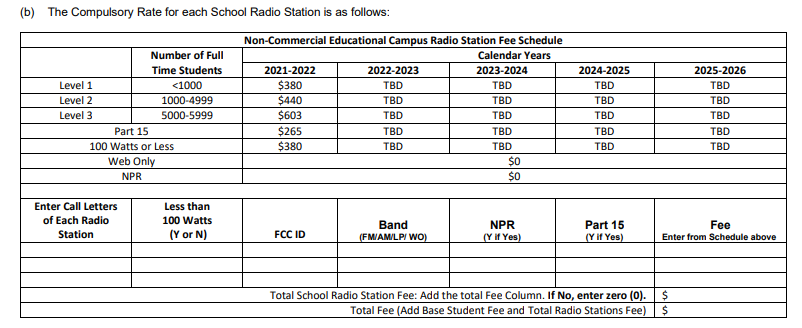 (b) The Compulsory Rate for each School Radio Station is as follows:
Non-Commercial Educational Campus Radio Station Fee Schedule
Number of Full Time Students Calendar Years
2021-2022 2022-2023 2023-2024 2024-2025 2025-2026
Level 1 <1000 $380 TBD TBD TBD TBD
Level 2 1000-4999 $440 TBD TBD TBD TBD
Level 3 5000-5999 $603 TBD TBD TBD TBD
Part 15 $265 TBD TBD TBD TBD
100 Watts or Less $380 TBD TBD TBD TBD
Web Only $0
NPR $0
Enter Call Letters of Each Radio Station Less than 100 Watts (Y or N) FCC ID Band (FM/AM/LP/ WO) NPR (Y if Yes) Part 15 (Y if Yes) Fee Enter from Schedule above
Total School Radio Station Fee: Add the total Fee Column. If No, enter zero (0). $
Total Fee (Add Base Student Fee and Total Radio Stations Fee) $